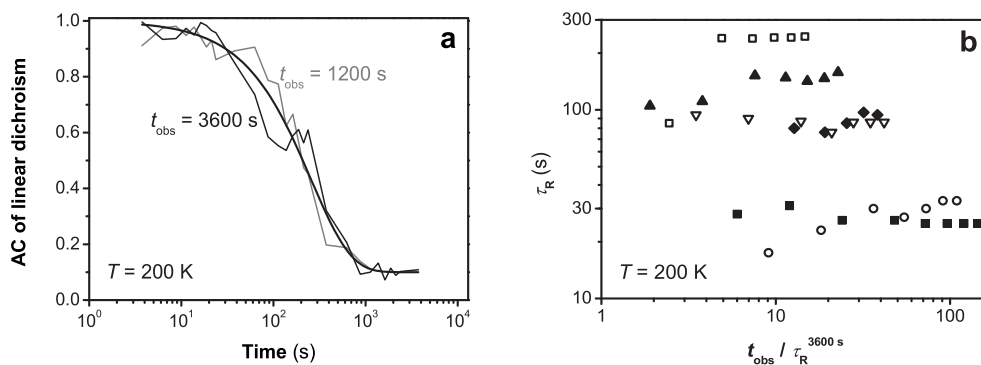 1.0
0.8
0.6
0.4
0.2
0.0
AC of linear dichroism
a
t_obs = 1200 s
t_obs = 3600 s
T = 200 K
10^0
10^1
10^2
10^3
10^4
Time (s)
300
100
30
10
τ_R (s)
b
T = 200 K
1
10
100
t_obs / τ_R^3600 s